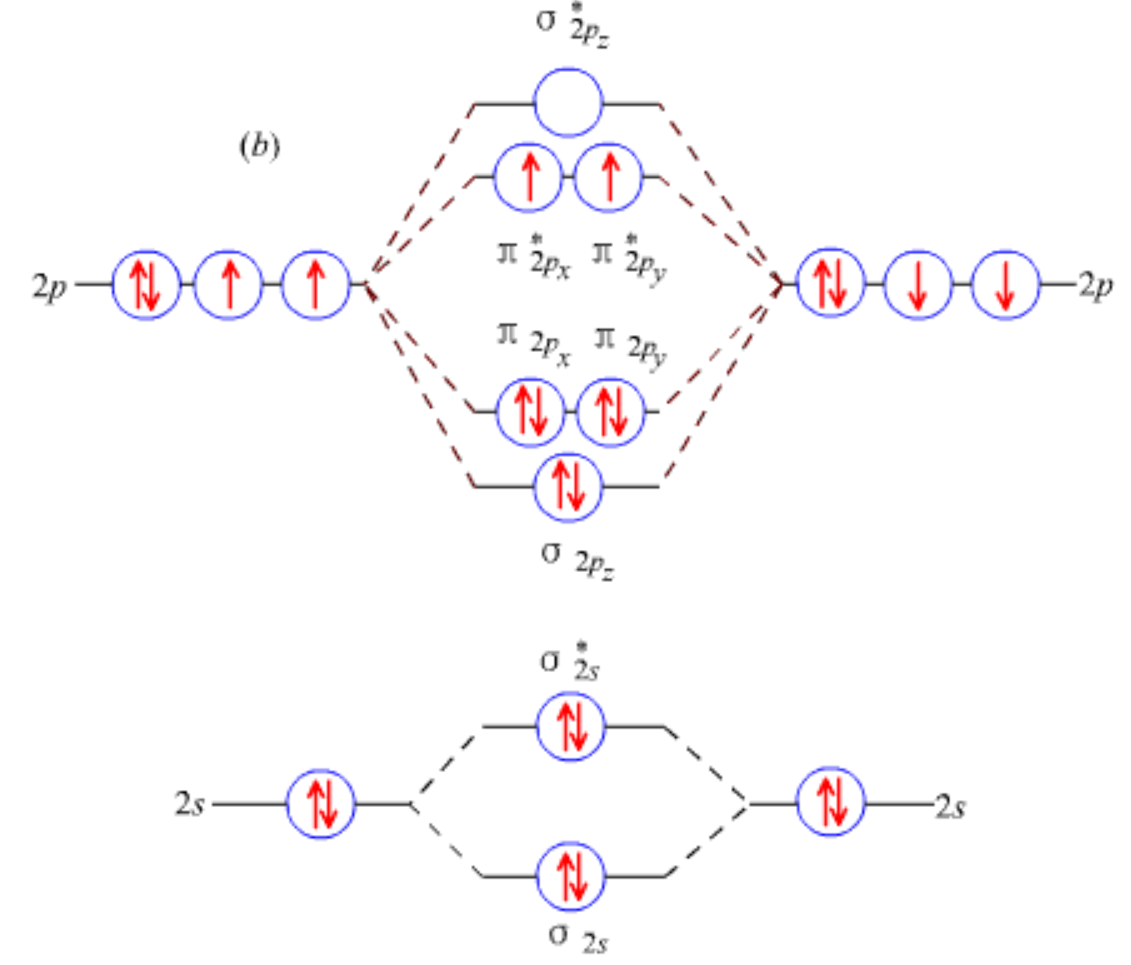 σ *2pz
(b)
π *2px π *2py
2p 2p
π 2px π 2py
σ 2pz
σ *2s
2s 2s
σ 2s